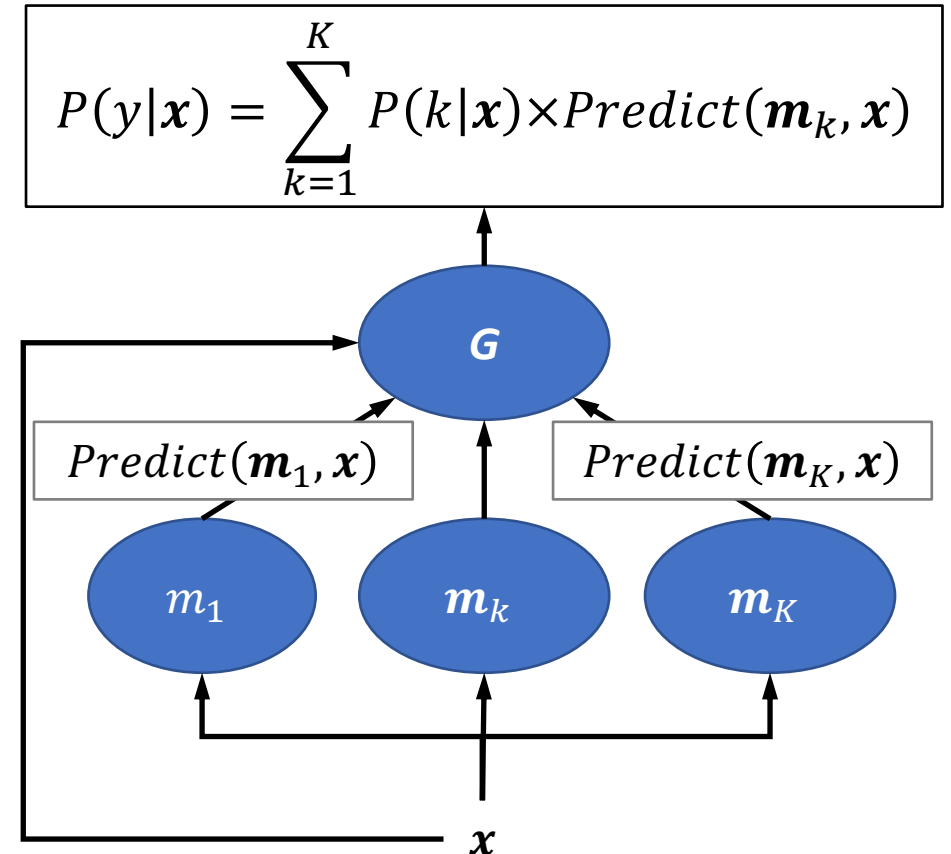 P(y|𝒙) = ∑_{k=1}^{K} P(k|𝒙)×Predict(𝒎_k, 𝒙)
G
Predict(𝒎_1, 𝒙) Predict(𝒎_K, 𝒙)
m_1 𝒎_k 𝒎_K
𝒙